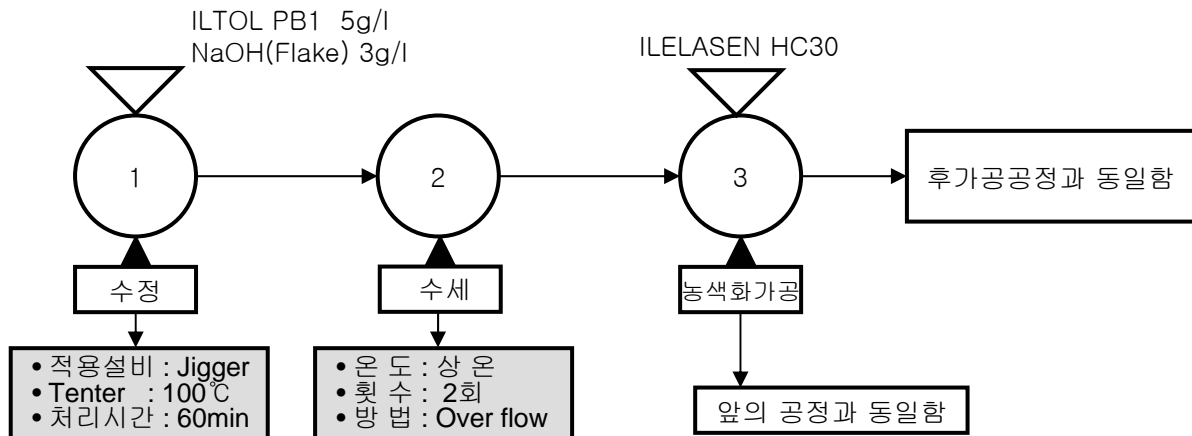 ILTOL PB1 5g/l
NaOH(Flake) 3g/l
ILELASEN HC30
1
2
3
후가공공정과 동일함
수정
수세
농색화가공
• 적용설비 : Jigger
• Tenter : 100℃
• 처리시간 : 60min
• 온 도 : 상 온
• 횟 수 : 2회
• 방 법 : Over flow
앞의 공정과 동일함